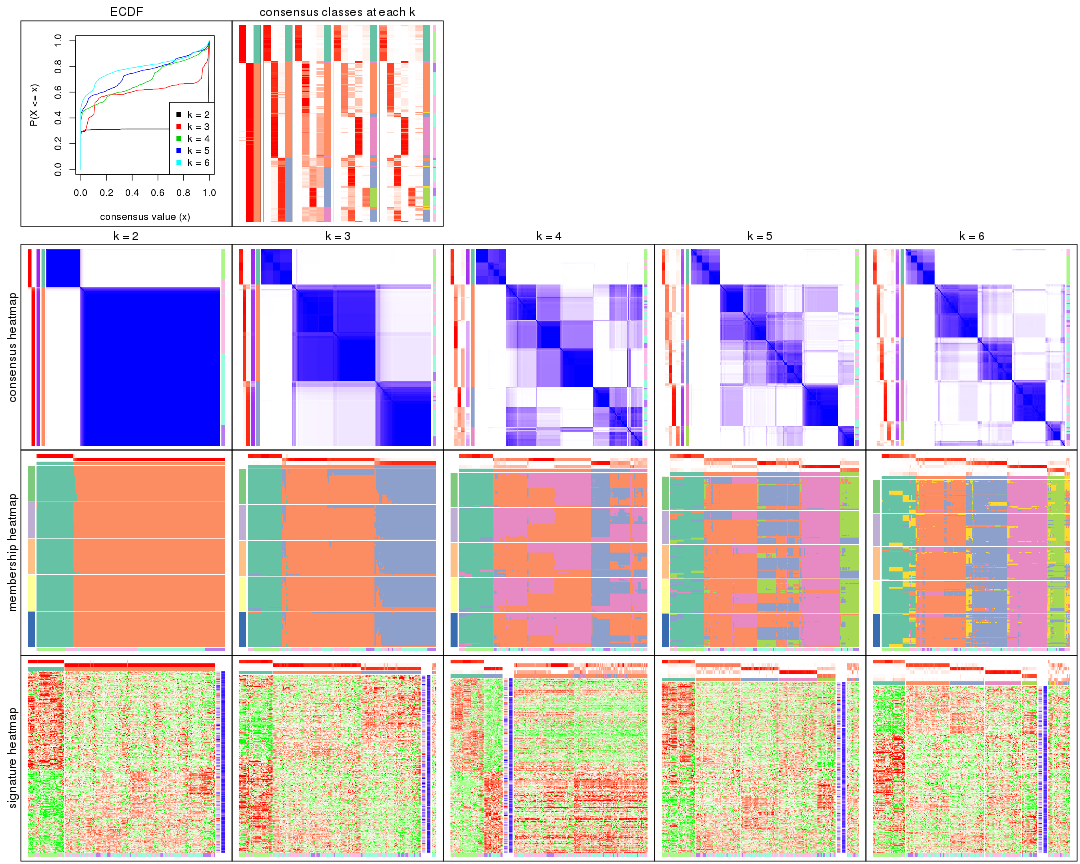 ECDF
consensus classes at each k
P(X <= x)
0.0 0.2 0.4 0.6 0.8 1.0
k = 2
k = 3
k = 4
k = 5
k = 6
0.0 0.2 0.4 0.6 0.8 1.0
consensus value (x)
k = 2 k = 3 k = 4 k = 5 k = 6
consensus heatmap
membership heatmap
signature heatmap